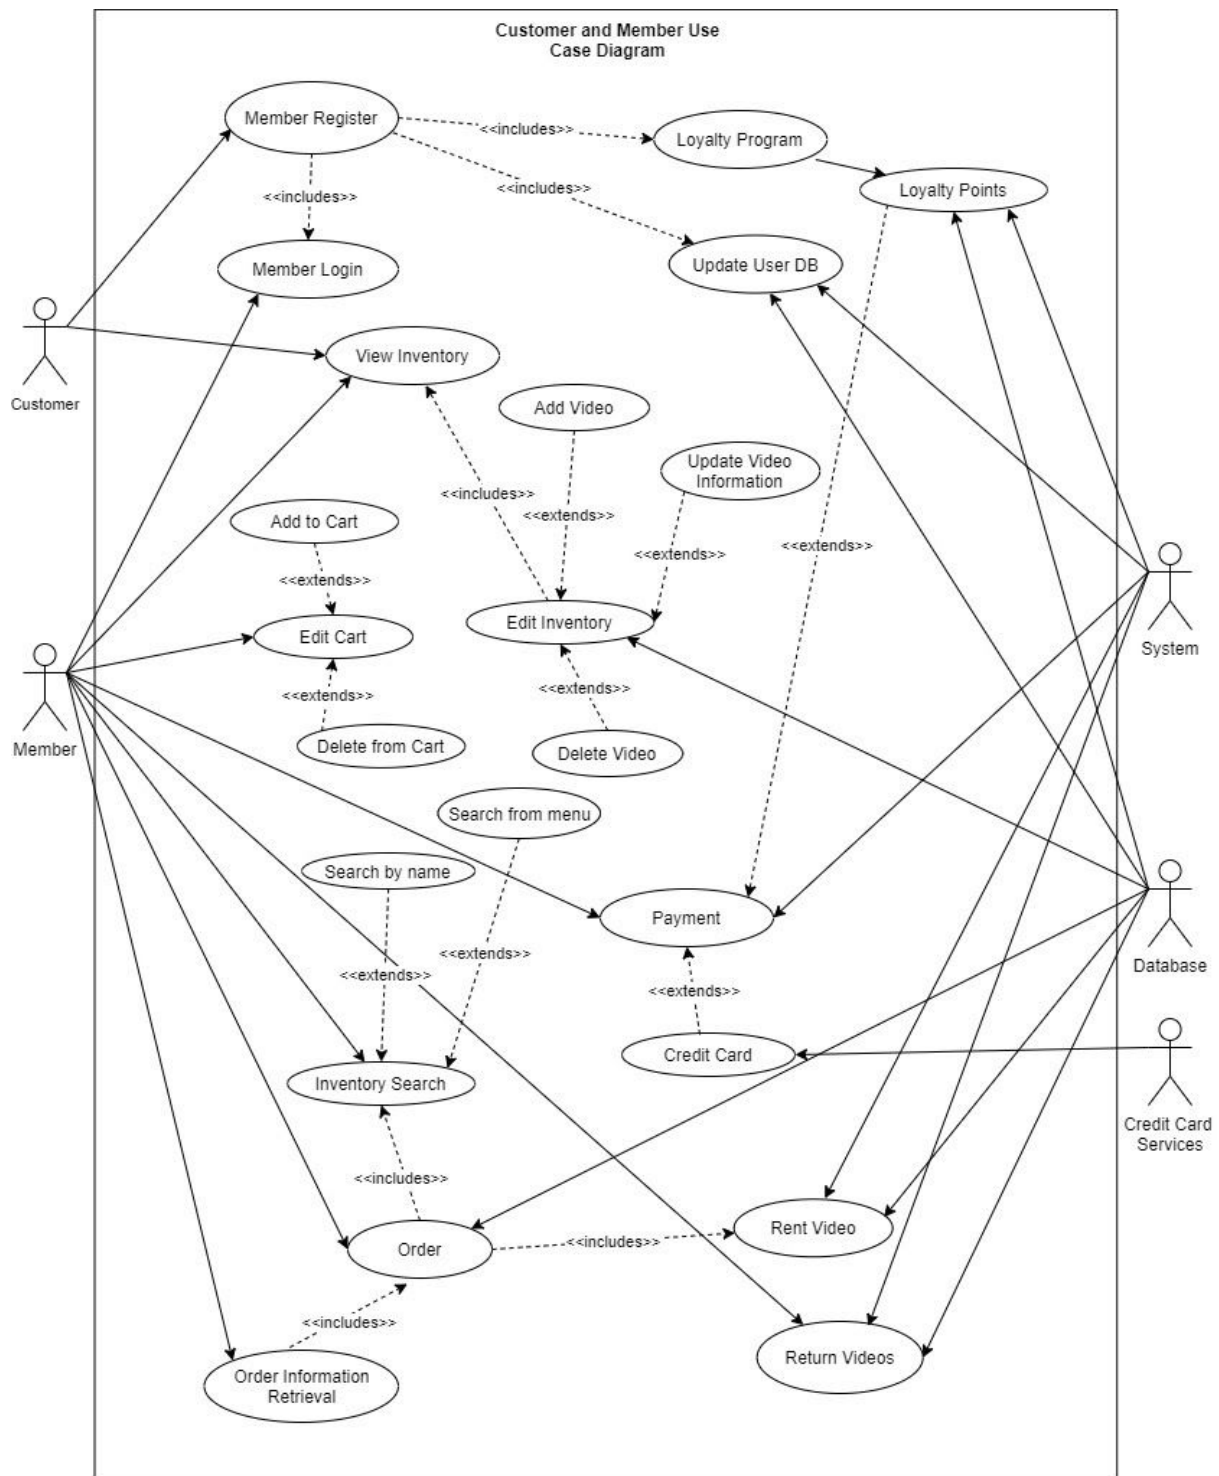 Customer and Member Use
Case Diagram
Member Register
<<includes>>
Loyalty Program
<<includes>>
<<includes>>
Loyalty Points
Member Login
Update User DB
Customer
View Inventory
Add Video
Update Video
Information
<<includes>>
Add to Cart
<<extends>>
<<extends>>
<<extends>>
<<extends>>
Edit Cart
Edit Inventory
System
Member
<<extends>>
<<extends>>
Delete from Cart
Delete Video
Search from menu
Search by name
Payment
<<extends>>
<<extends>>
<<extends>>
Database
Credit Card
Inventory Search
Credit Card
Services
<<includes>>
Order
<<includes>>
Rent Video
<<includes>>
Return Videos
Order Information
Retrieval